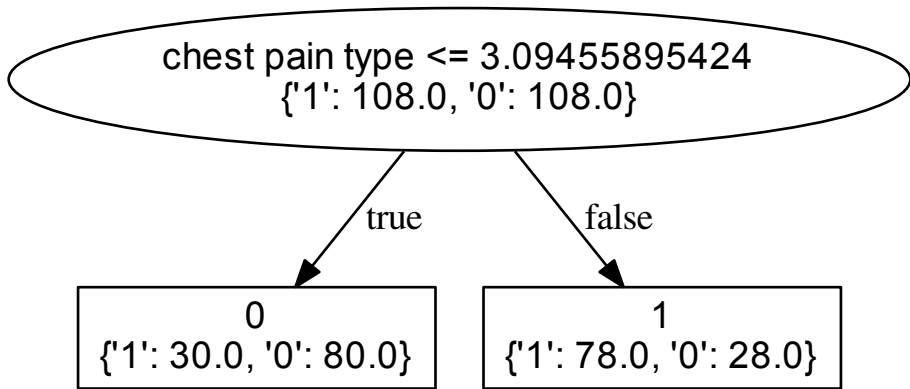 chest pain type <= 3.09455895424
{'1': 108.0, '0': 108.0}
true
false
0
{'1': 30.0, '0': 80.0}
1
{'1': 78.0, '0': 28.0}